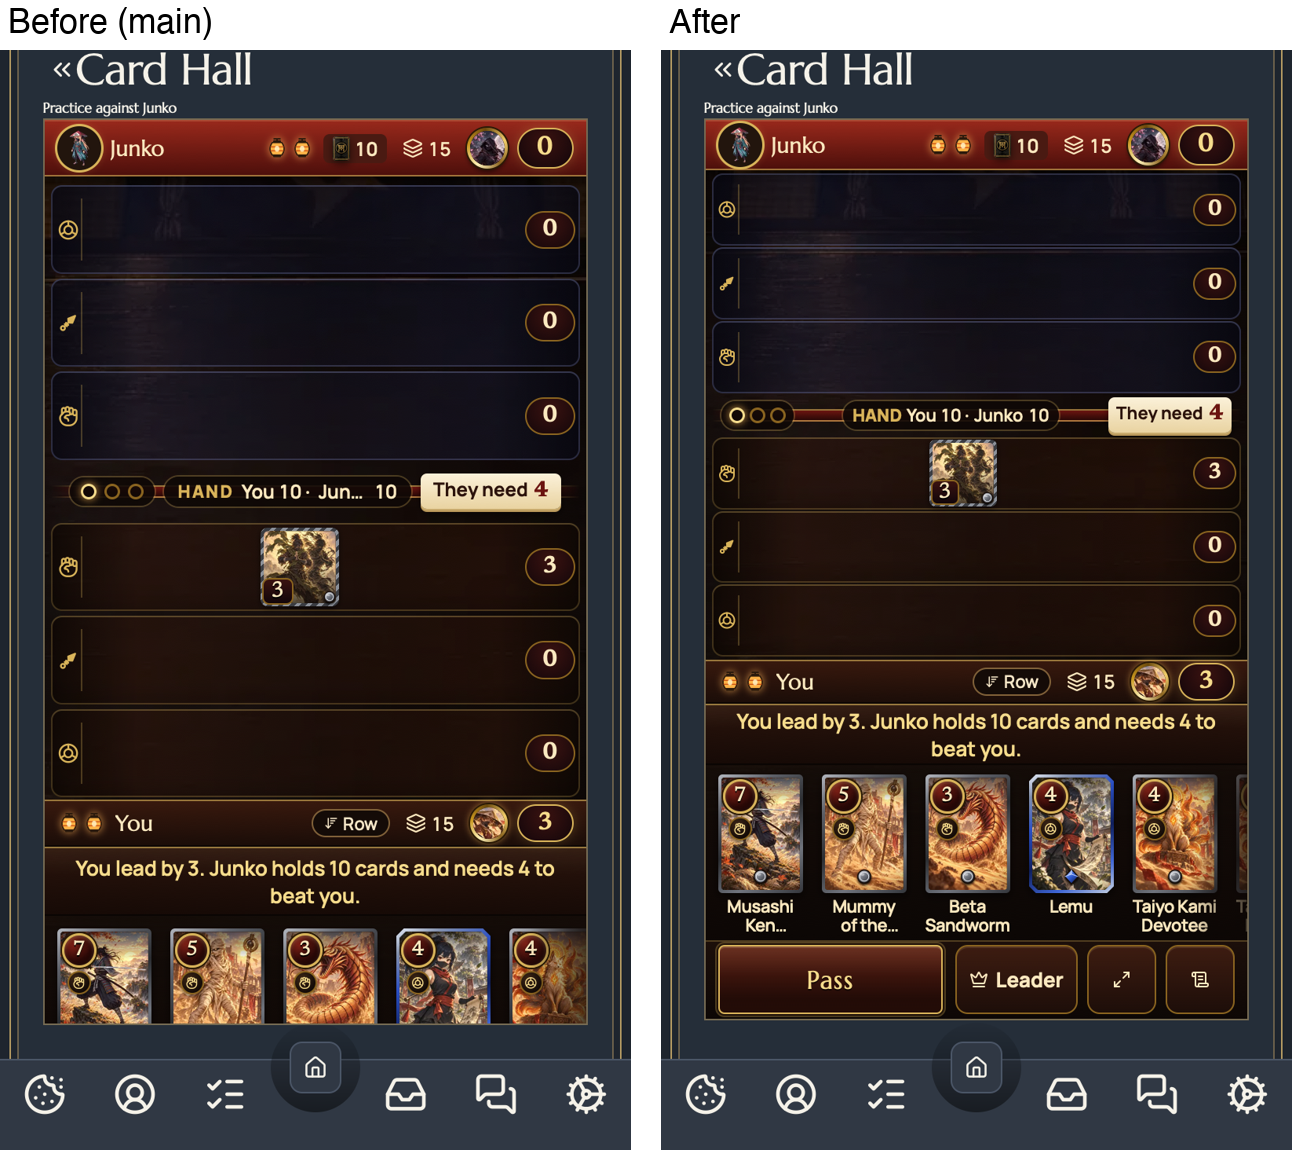 Before (main)
«Card Hall
Practice against Junko
Junko
10
15
0
0
0
0
HAND You 10 · Jun... 10
They need 4
3
3
0
0
You
Row
15
3
You lead by 3. Junko holds 10 cards and needs 4 to
beat you.
7
5
3
4
4
After
«Card Hall
Practice against Junko
Junko
10
15
0
0
0
0
HAND You 10 · Junko 10
They need 4
3
3
0
0
You
Row
15
3
You lead by 3. Junko holds 10 cards and needs 4 to
beat you.
7
5
3
4
4
Musashi
Ken...
Mummy
of the...
Beta
Sandworm
Lemu
Taiyo Kami
Devotee
Pass
Leader